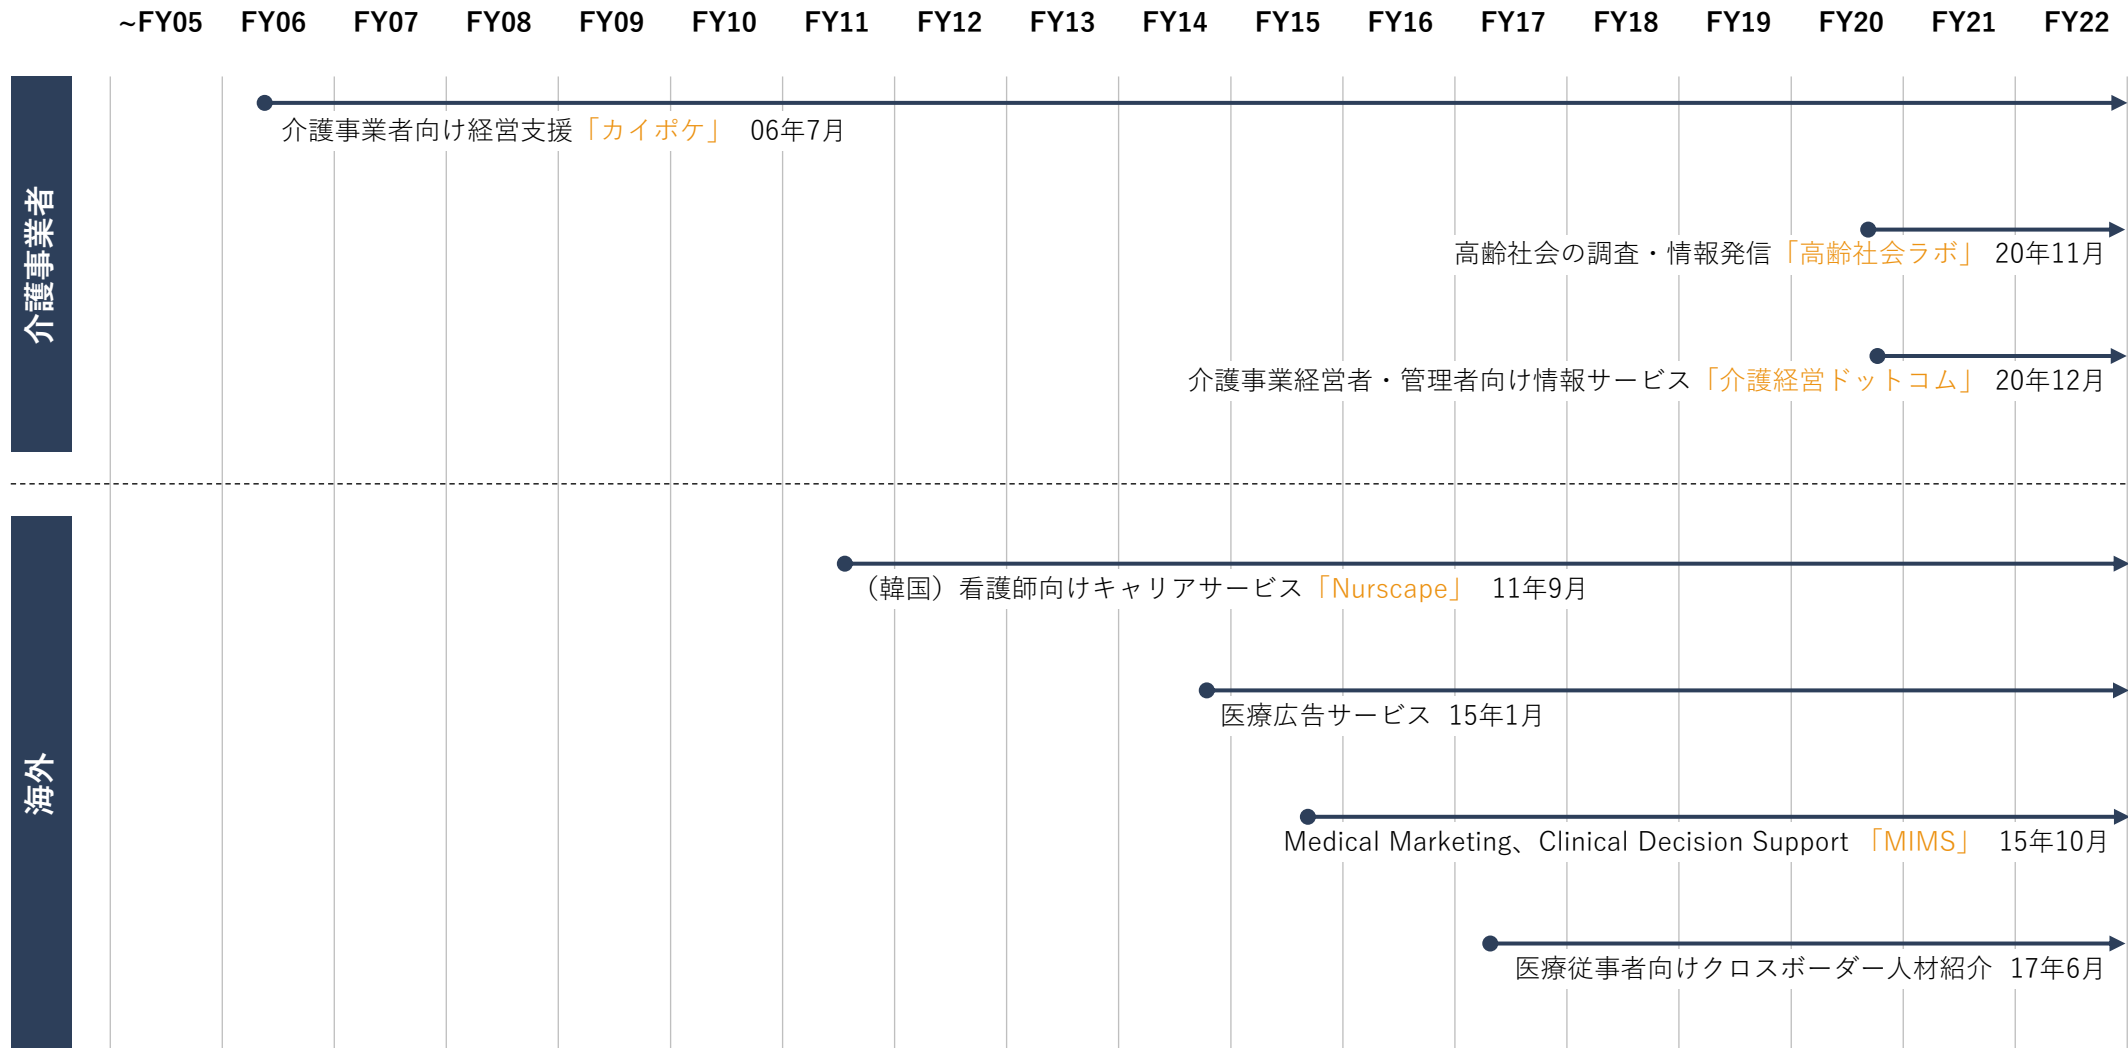 ~FY05 FY06 FY07 FY08 FY09 FY10 FY11 FY12 FY13 FY14 FY15 FY16 FY17 FY18 FY19 FY20 FY21 FY22
介護事業者
介護事業者向け経営支援「カイポケ」 06年7月
高齢社会の調査・情報発信「高齢社会ラボ」 20年11月
介護事業経営者・管理者向け情報サービス「介護経営ドットコム」 20年12月
海外
（韓国）看護師向けキャリアサービス「Nurscape」 11年9月
医療広告サービス 15年1月
Medical Marketing、Clinical Decision Support 「MIMS」 15年10月
医療従事者向けクロスボーダー人材紹介 17年6月